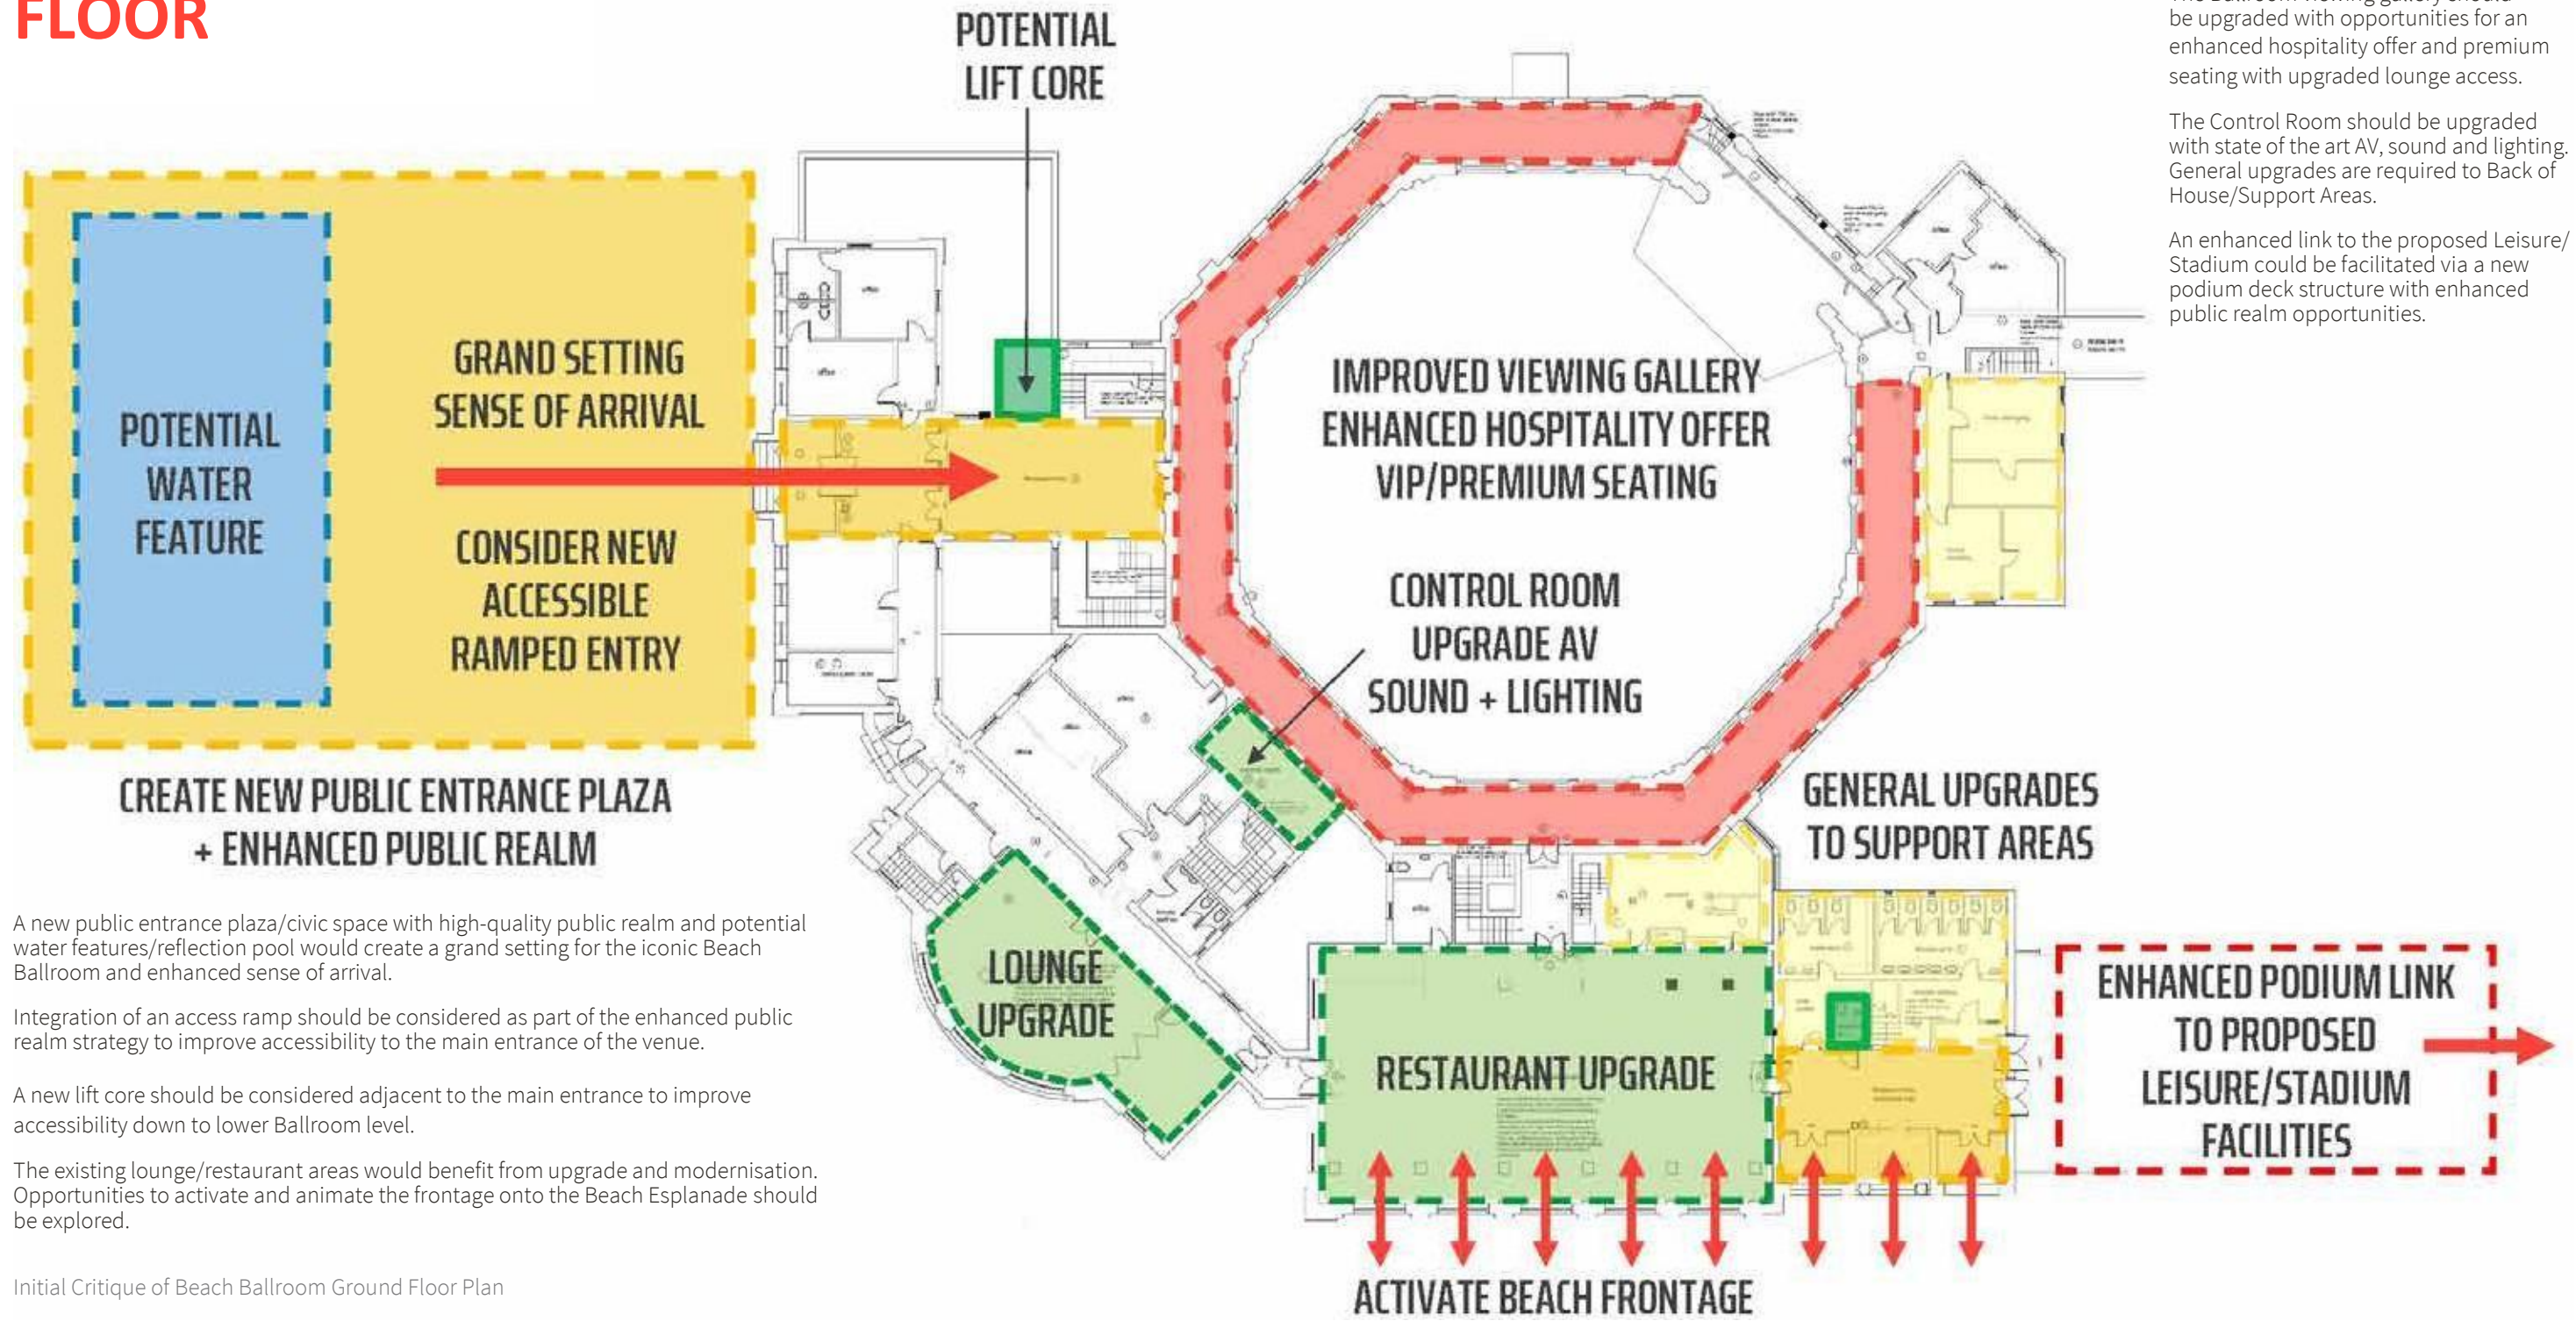 FLOOR
POTENTIAL
LIFT CORE
POTENTIAL
WATER
FEATURE
GRAND SETTING
SENSE OF ARRIVAL
CONSIDER NEW
ACCESSIBLE
RAMPED ENTRY
IMPROVED VIEWING GALLERY
ENHANCED HOSPITALITY OFFER
VIP/PREMIUM SEATING
CONTROL ROOM
UPGRADE AV
SOUND + LIGHTING
CREATE NEW PUBLIC ENTRANCE PLAZA
+ ENHANCED PUBLIC REALM
GENERAL UPGRADES
TO SUPPORT AREAS
LOUNGE
UPGRADE
RESTAURANT UPGRADE
ENHANCED PODIUM LINK
TO PROPOSED
LEISURE/STADIUM
FACILITIES
ACTIVATE BEACH FRONTAGE
A new public entrance plaza/civic space with high-quality public realm and potential
water features/reflection pool would create a grand setting for the iconic Beach
Ballroom and enhanced sense of arrival.
Integration of an access ramp should be considered as part of the enhanced public
realm strategy to improve accessibility to the main entrance of the venue.
A new lift core should be considered adjacent to the main entrance to improve
accessibility down to lower Ballroom level.
The existing lounge/restaurant areas would benefit from upgrade and modernisation.
Opportunities to activate and animate the frontage onto the Beach Esplanade should
be explored.
Initial Critique of Beach Ballroom Ground Floor Plan
The Ballroom viewing gallery should
be upgraded with opportunities for an
enhanced hospitality offer and premium
seating with upgraded lounge access.
The Control Room should be upgraded
with state of the art AV, sound and lighting.
General upgrades are required to Back of
House/Support Areas.
An enhanced link to the proposed Leisure/
Stadium could be facilitated via a new
podium deck structure with enhanced
public realm opportunities.